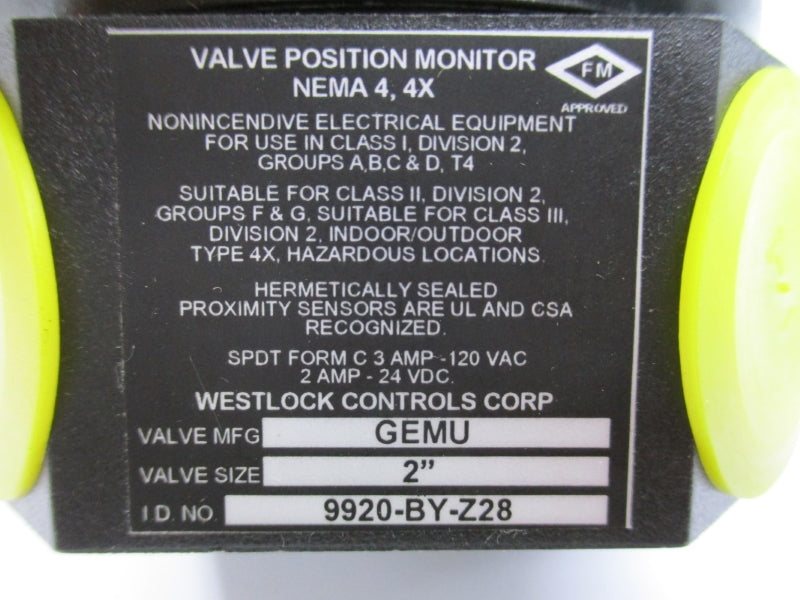 VALVE POSITION MONITOR
NEMA 4, 4X
FM
APPROVED
NONINCENDIVE ELECTRICAL EQUIPMENT
FOR USE IN CLASS I, DIVISION 2,
GROUPS A,B,C & D, T4
SUITABLE FOR CLASS II, DIVISION 2,
GROUPS F & G, SUITABLE FOR CLASS III,
DIVISION 2, INDOOR/OUTDOOR
TYPE 4X, HAZARDOUS LOCATIONS.
HERMETICALLY SEALED
PROXIMITY SENSORS ARE UL AND CSA
RECOGNIZED.
SPDT FORM C 3 AMP -120 VAC
2 AMP - 24 VDC.
WESTLOCK CONTROLS CORP
VALVE MFG GEMU
VALVE SIZE 2”
I.D. NO. 9920-BY-Z28